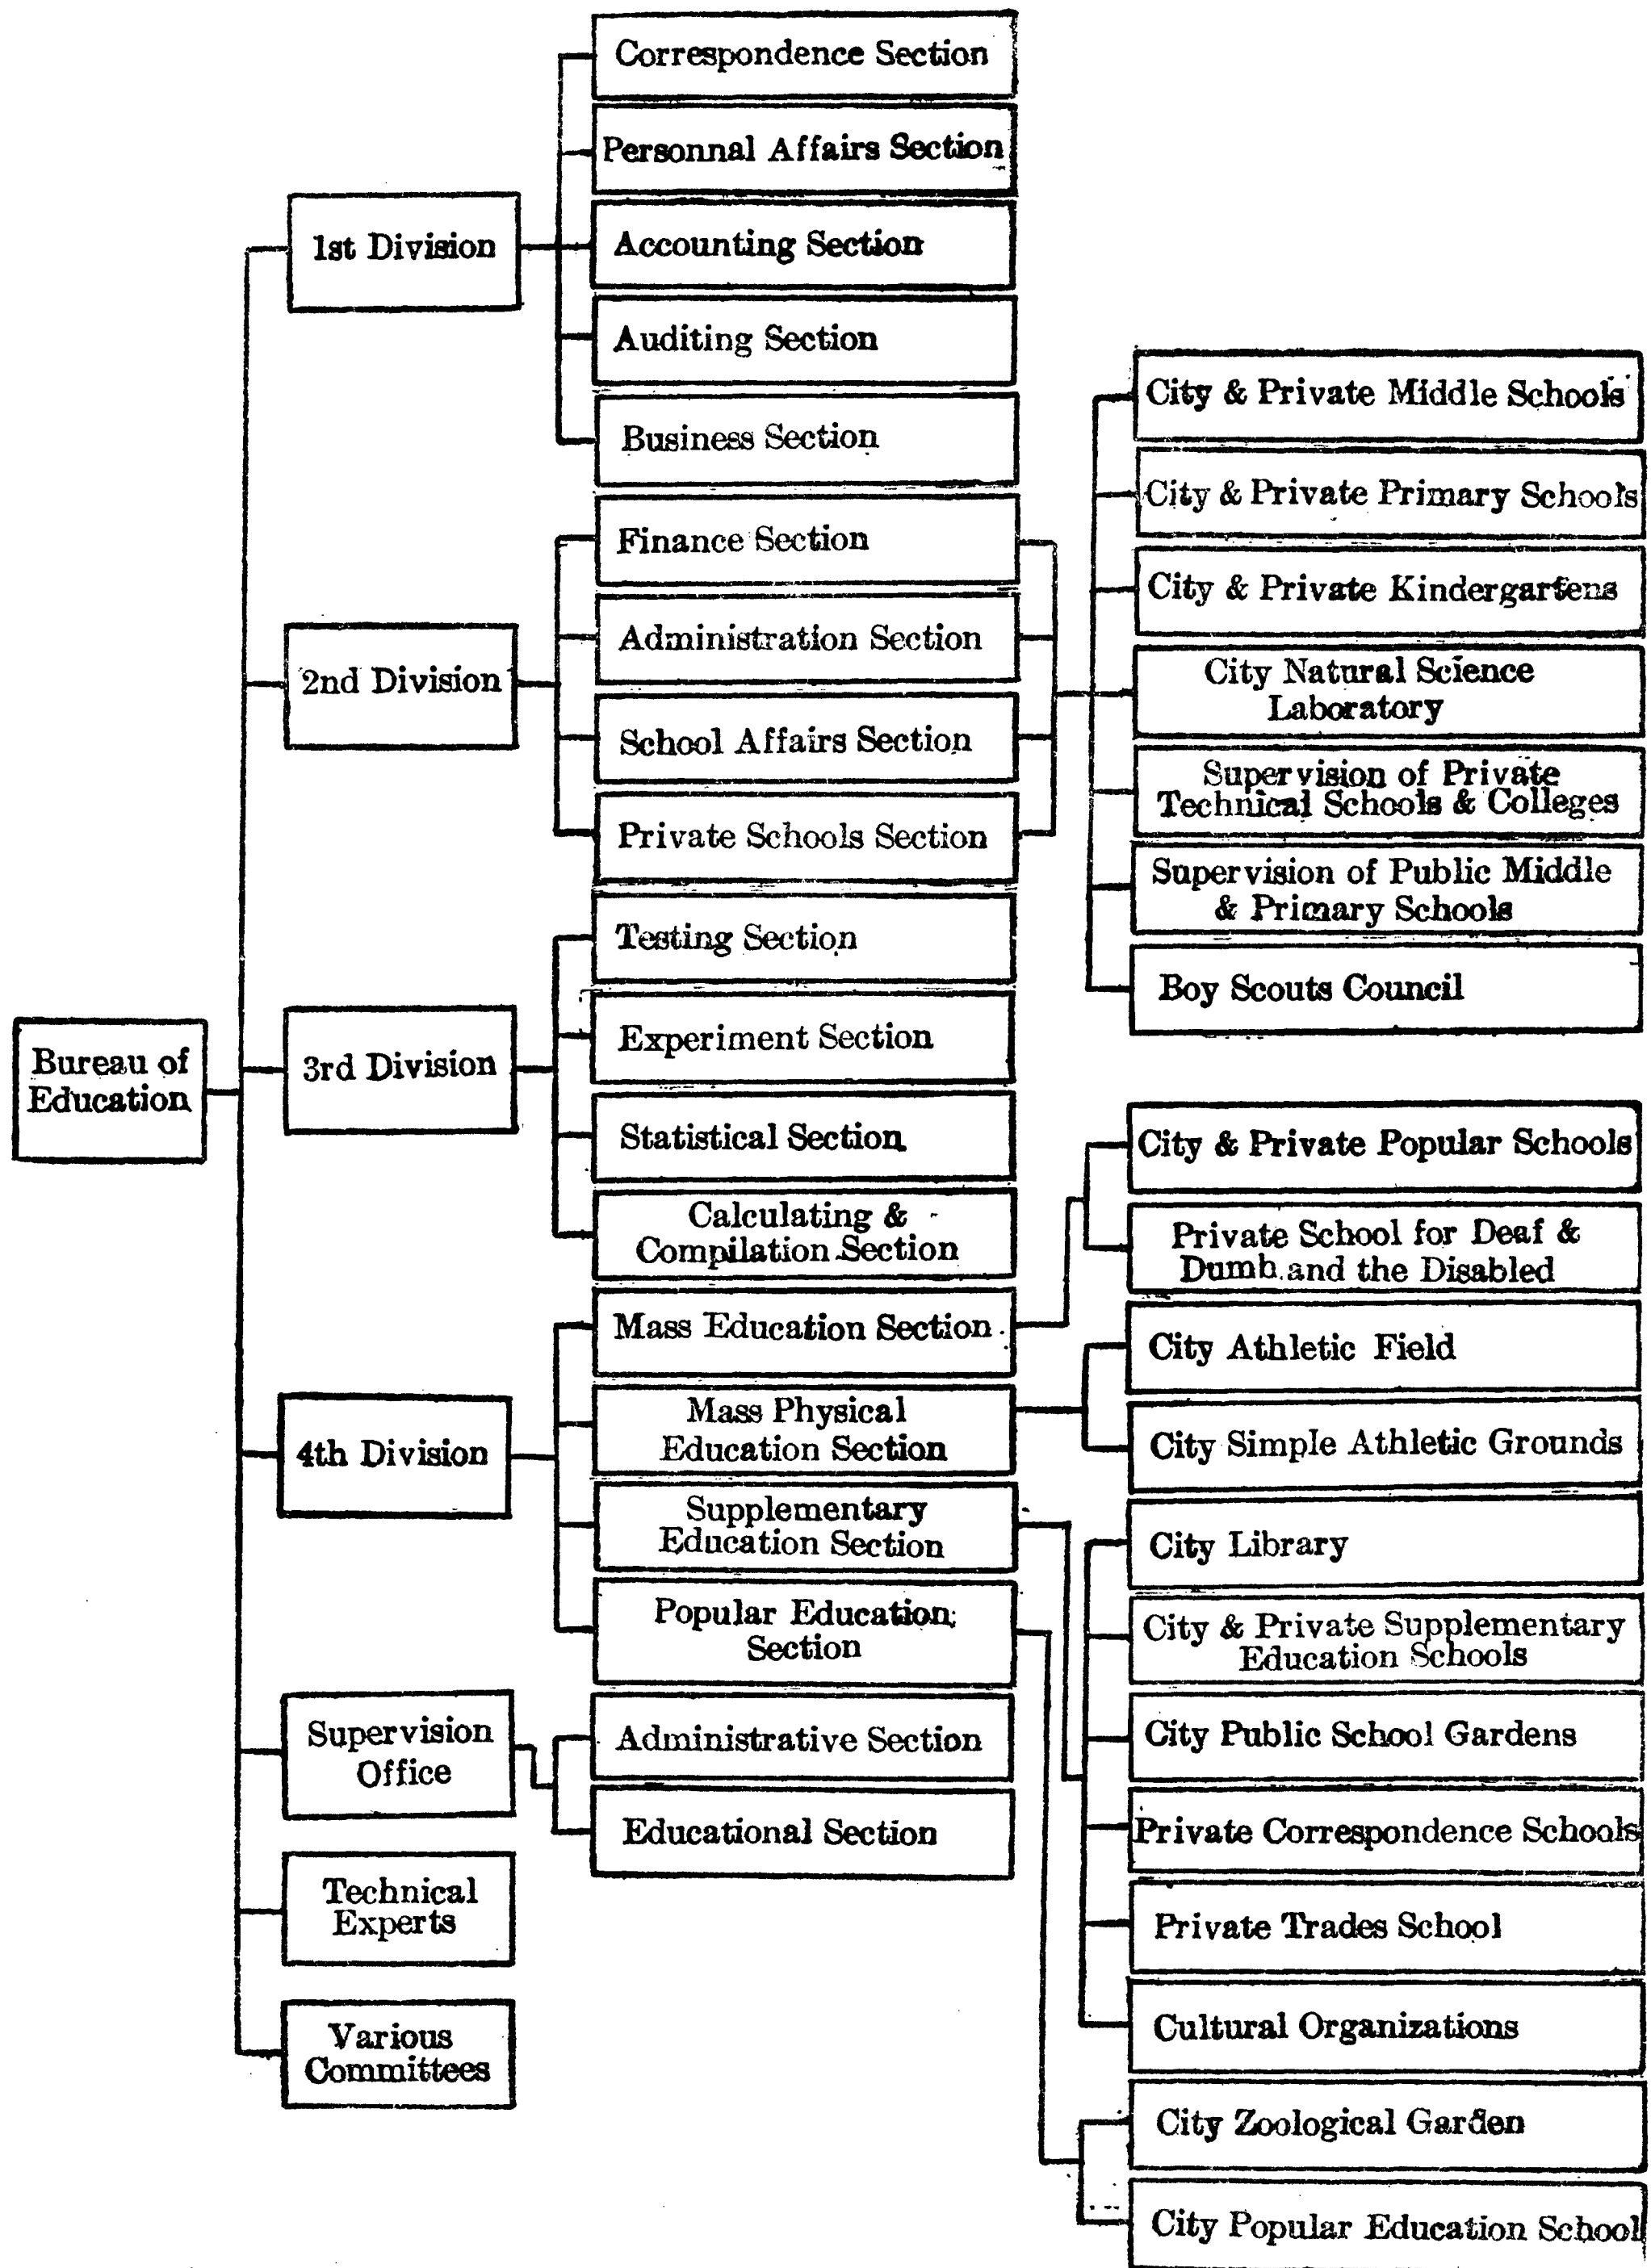 Correspondence Section
Personnal Affairs Section
1st Division
Accounting Section
Auditing Section
Business Section
City & Private Middle Schools
City & Private Primary Schools
Finance Section
City & Private Kindergartens
Administration Section
2nd Division
City Natural Science
Laboratory
School Affairs Section
Supervision of Private
Technical Schools & Colleges
Private Schools Section
Supervision of Public Middle
& Primary Schools
Testing Section
Boy Scouts Council
Experiment Section
Bureau of
Education
3rd Division
Statistical Section
City & Private Popular Schools
Calculating &
Compilation Section
Private School for Deaf &
Dumb and the Disabled
Mass Education Section
City Athletic Field
Mass Physical
Education Section
4th Division
City Simple Athletic Grounds
Supplementary
Education Section
City Library
Popular Education
Section
City & Private Supplementary
Education Schools
Supervision
Office
Administrative Section
City Public School Gardens
Educational Section
Private Correspondence Schools
Technical
Experts
Private Trades School
Various
Committees
Cultural Organizations
City Zoological Garden
City Popular Education School